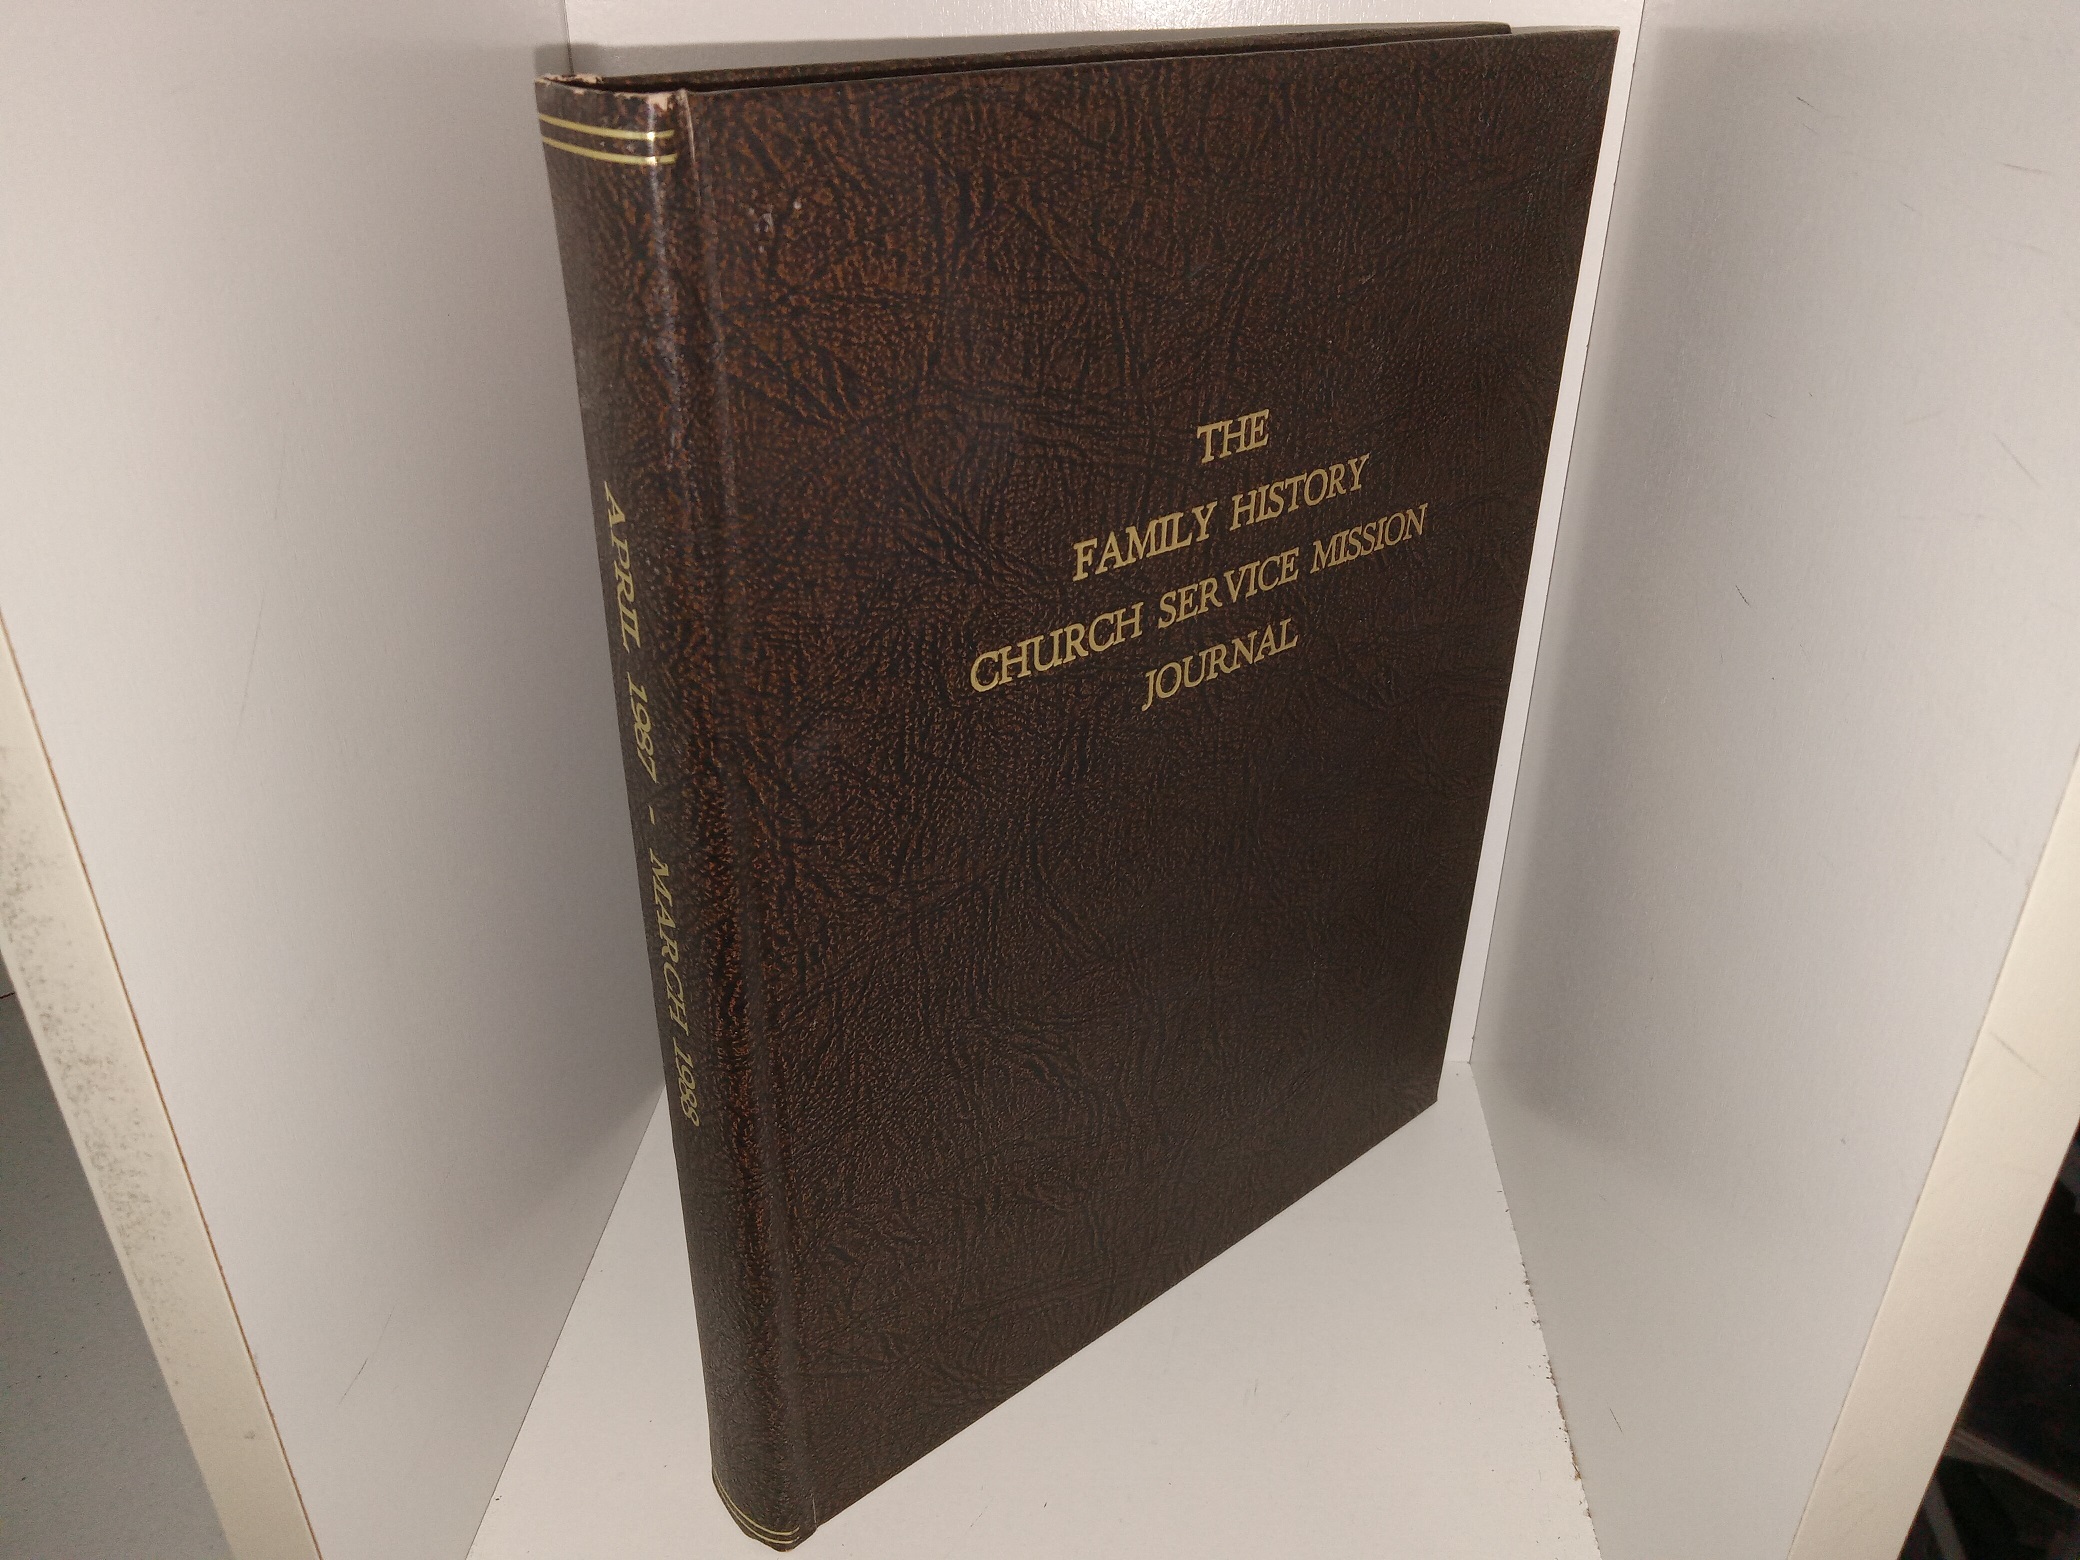 THE
FAMILY HISTORY
CHURCH SERVICE MISSION
JOURNAL
APRIL 1987 - MARCH 1988